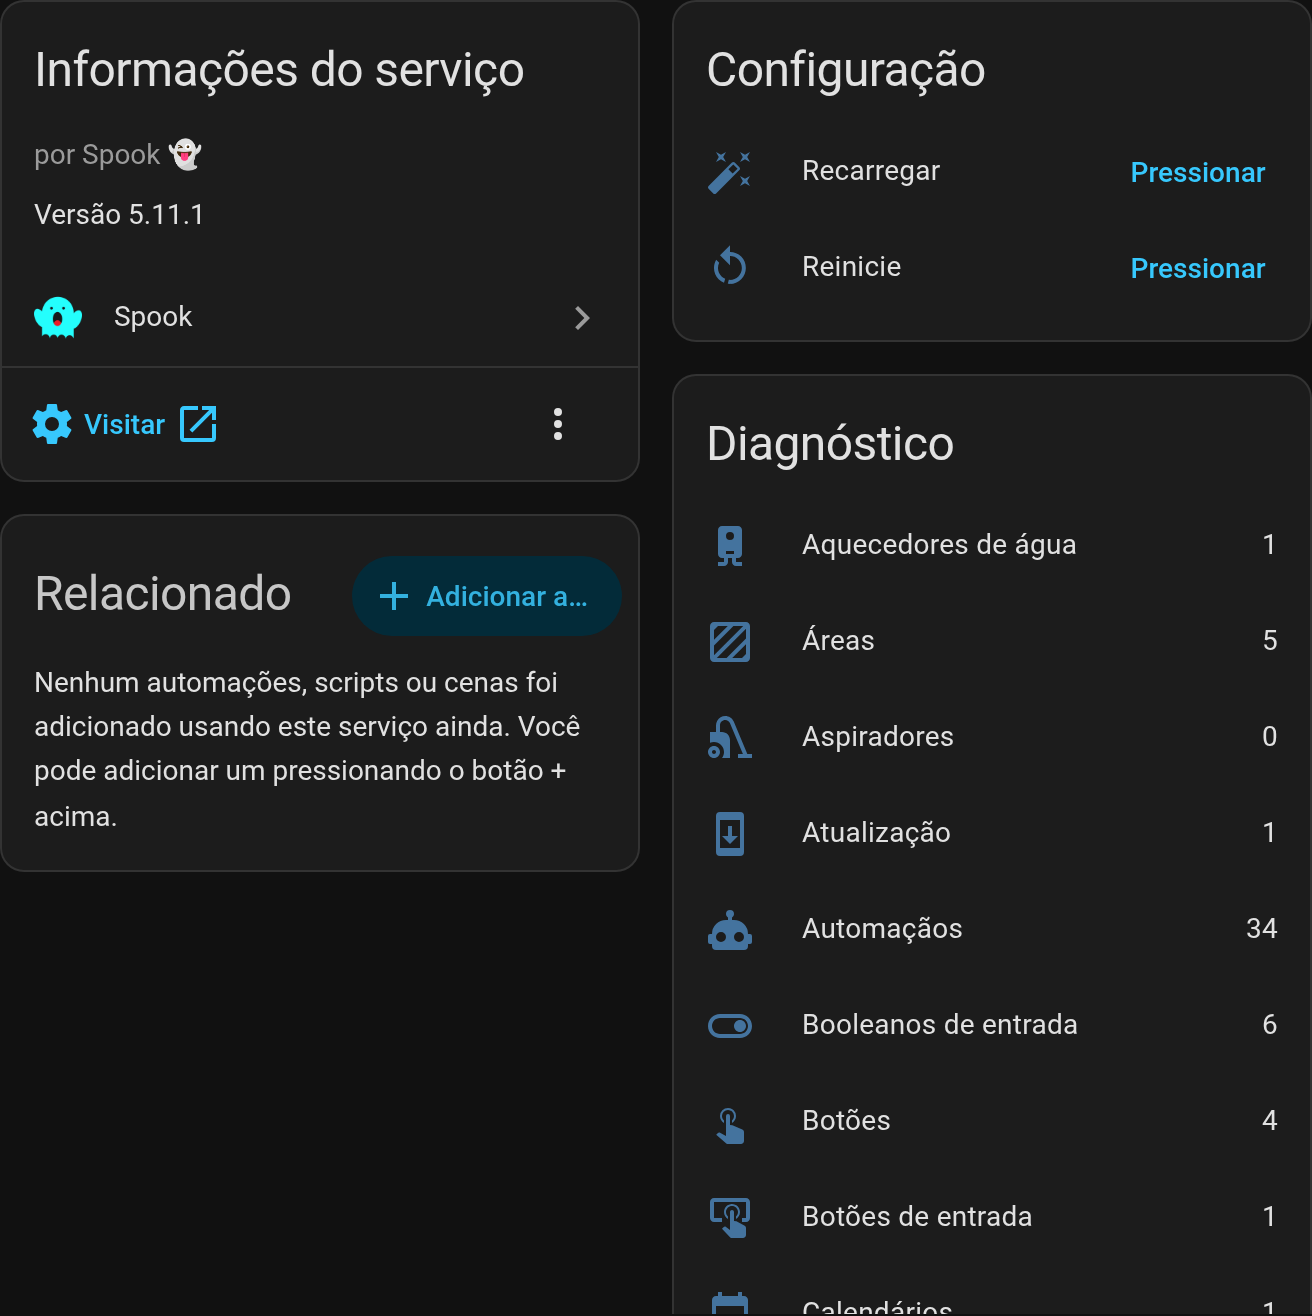 Informações do serviço
por Spook 👻
Versão 5.11.1
Spook
Visitar
Relacionado
Adicionar a...
Nenhum automações, scripts ou cenas foi
adicionado usando este serviço ainda. Você
pode adicionar um pressionando o botão +
acima.
Configuração
Recarregar Pressionar
Reinicie Pressionar
Diagnóstico
Aquecedores de água 1
Áreas 5
Aspiradores 0
Atualização 1
Automaçãos 34
Booleanos de entrada 6
Botões 4
Botões de entrada 1
Calendários 1